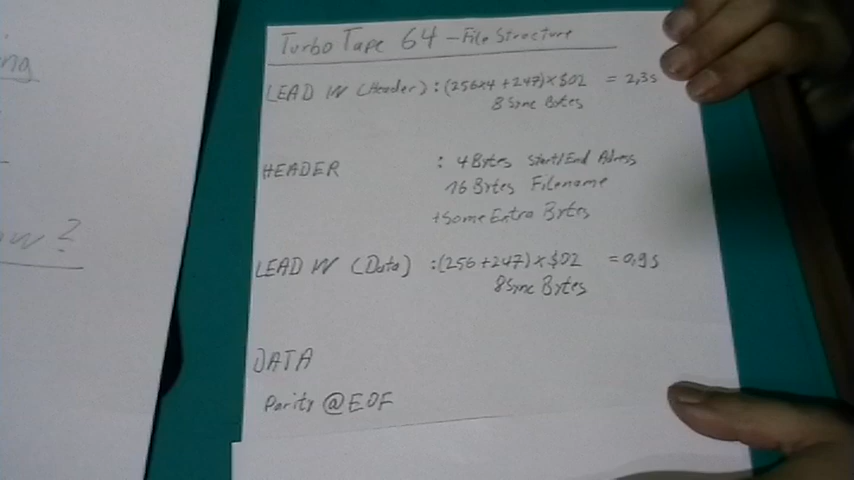 ng
w?
Turbo Tape 64 - File Structure
LEAD IN (Header) : (256x4 + 247) x $02 = 2,3s
8 Sync Bytes
HEADER : 4 Bytes Start/End Adress
16 Bytes Filename
+ Some Extra Bytes
LEAD IN (Data) : (256 + 247) x $02 = 0,9s
8 Sync Bytes
DATA
Parity @ EOF